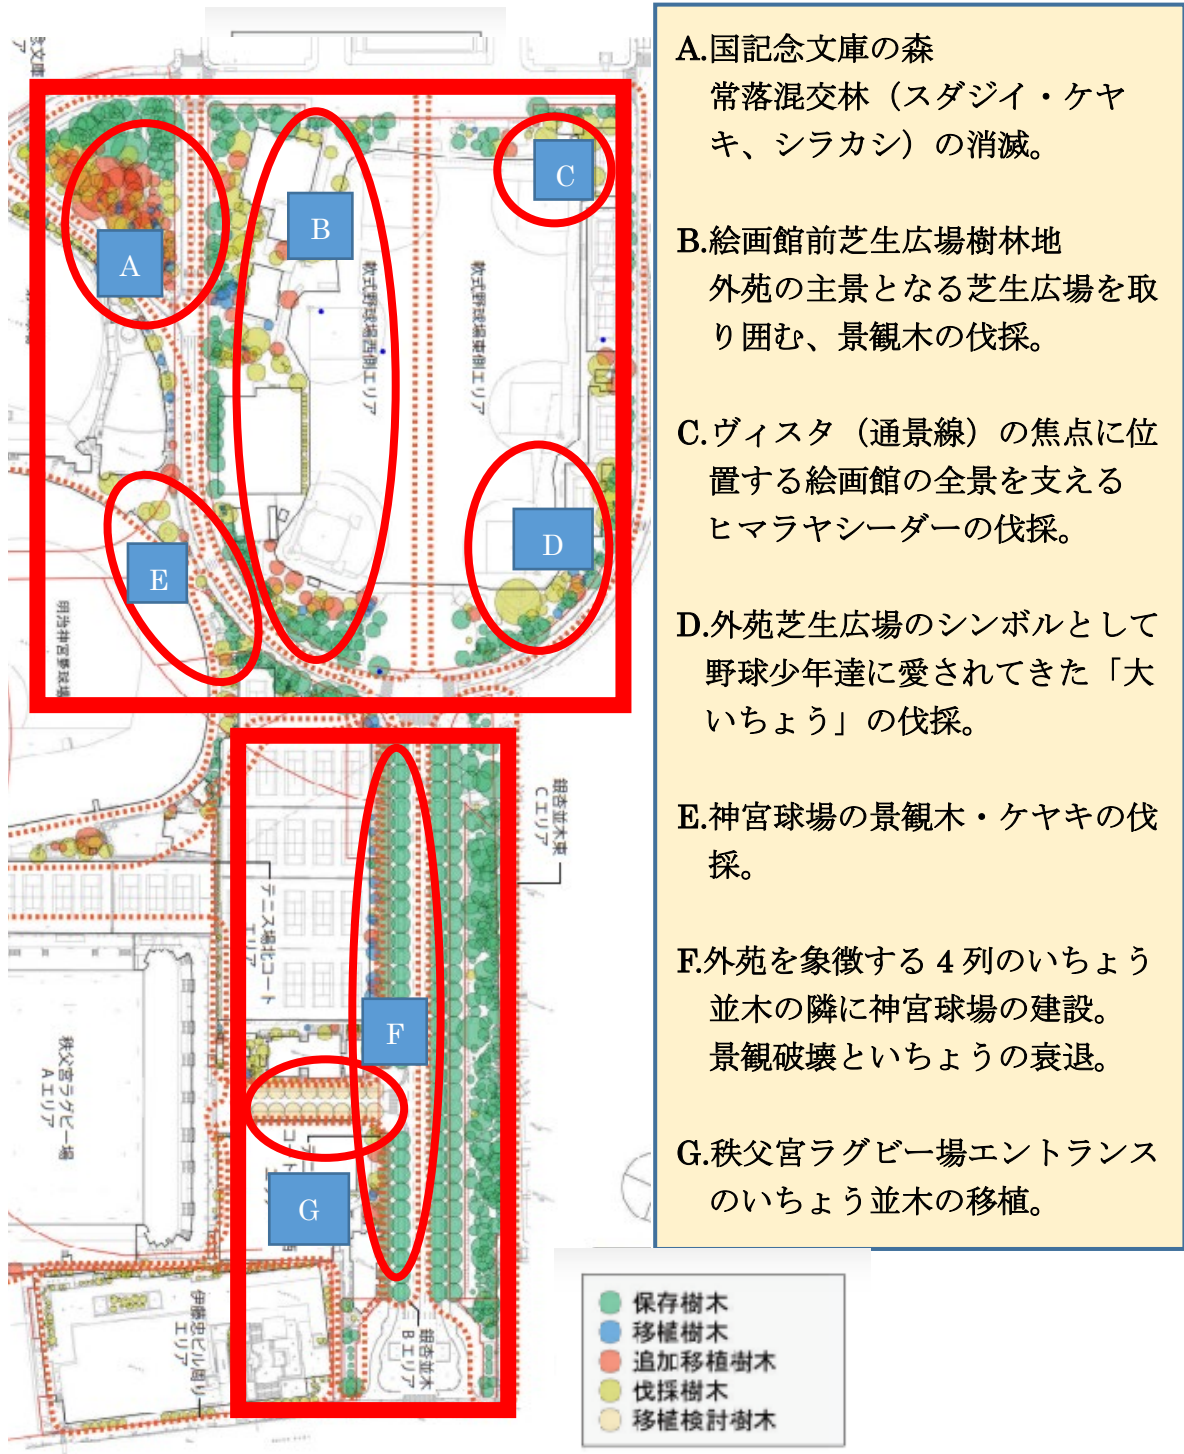 A.国記念文庫の森
常落混交林（スダジイ・ケヤ
キ、シラカシ）の消滅。
B.絵画館前芝生広場樹林地
外苑の主景となる芝生広場を取
り囲む、景観木の伐採。
C.ヴィスタ（通景線）の焦点に位
置する絵画館の全景を支える
ヒマラヤシーダーの伐採。
D.外苑芝生広場のシンボルとして
野球少年達に愛されてきた「大
いちょう」の伐採。
E.神宮球場の景観木・ケヤキの伐
採。
F.外苑を象徴する４列のいちょう
並木の隣に神宮球場の建設。
景観破壊といちょうの衰退。
G.秩父宮ラグビー場エントランス
のいちょう並木の移植。
A
B
C
D
E
F
G
軟式野球場西側エリア
軟式野球場東側エリア
明治神宮野球場
銀杏並木東
Cエリア
テニス場北コート
エリア
秩父宮ラグビー場
Aエリア
伊藤忠ビル周り
エリア
銀杏並木
Bエリア
保存樹木
移植樹木
追加移植樹木
伐採樹木
移植検討樹木